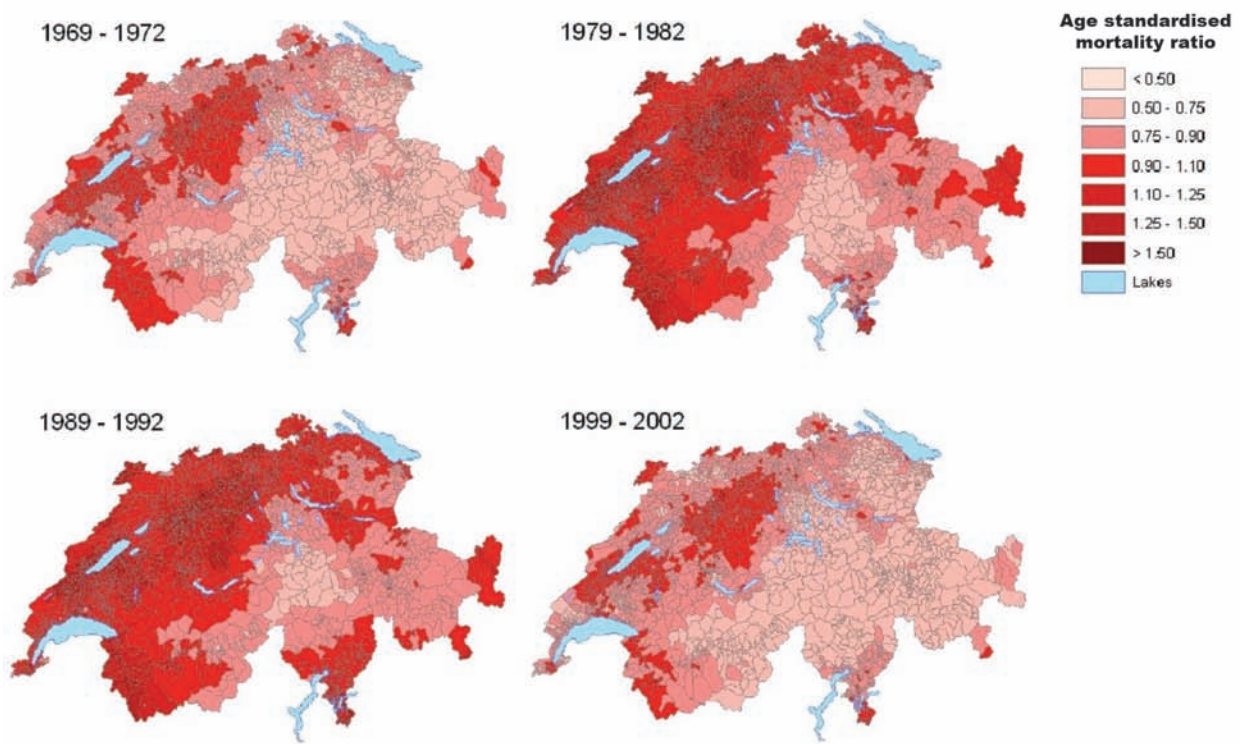 1969 - 1972
1979 - 1982
Age standardised
mortality ratio
< 0.50
0.50 - 0.75
0.75 - 0.90
0.90 - 1.10
1.10 - 1.25
1.25 - 1.50
> 1.50
Lakes
1989 - 1992
1999 - 2002